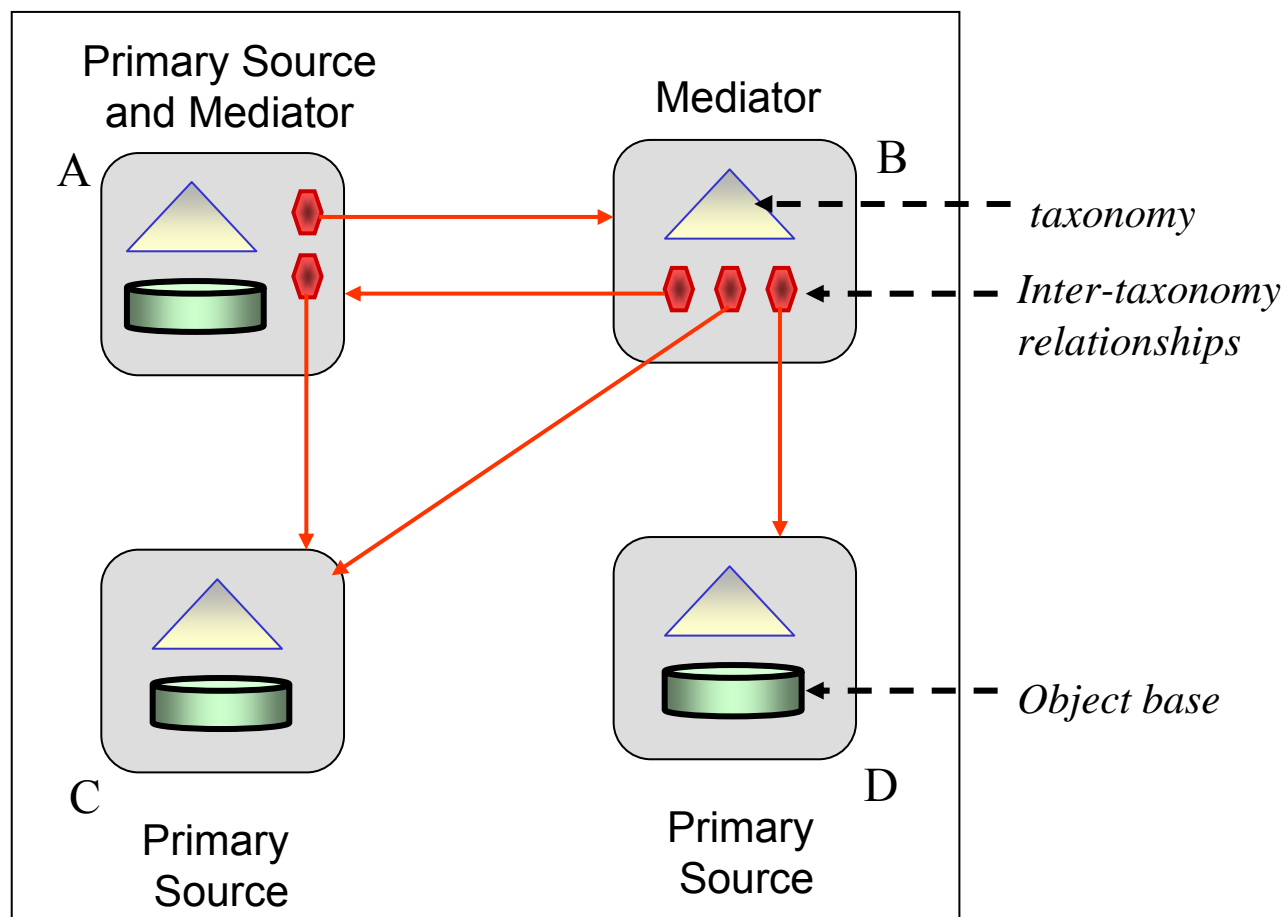 Primary Source
and Mediator
Mediator
A
B
taxonomy
Inter-taxonomy
relationships
Object base
C
D
Primary
Source
Primary
Source